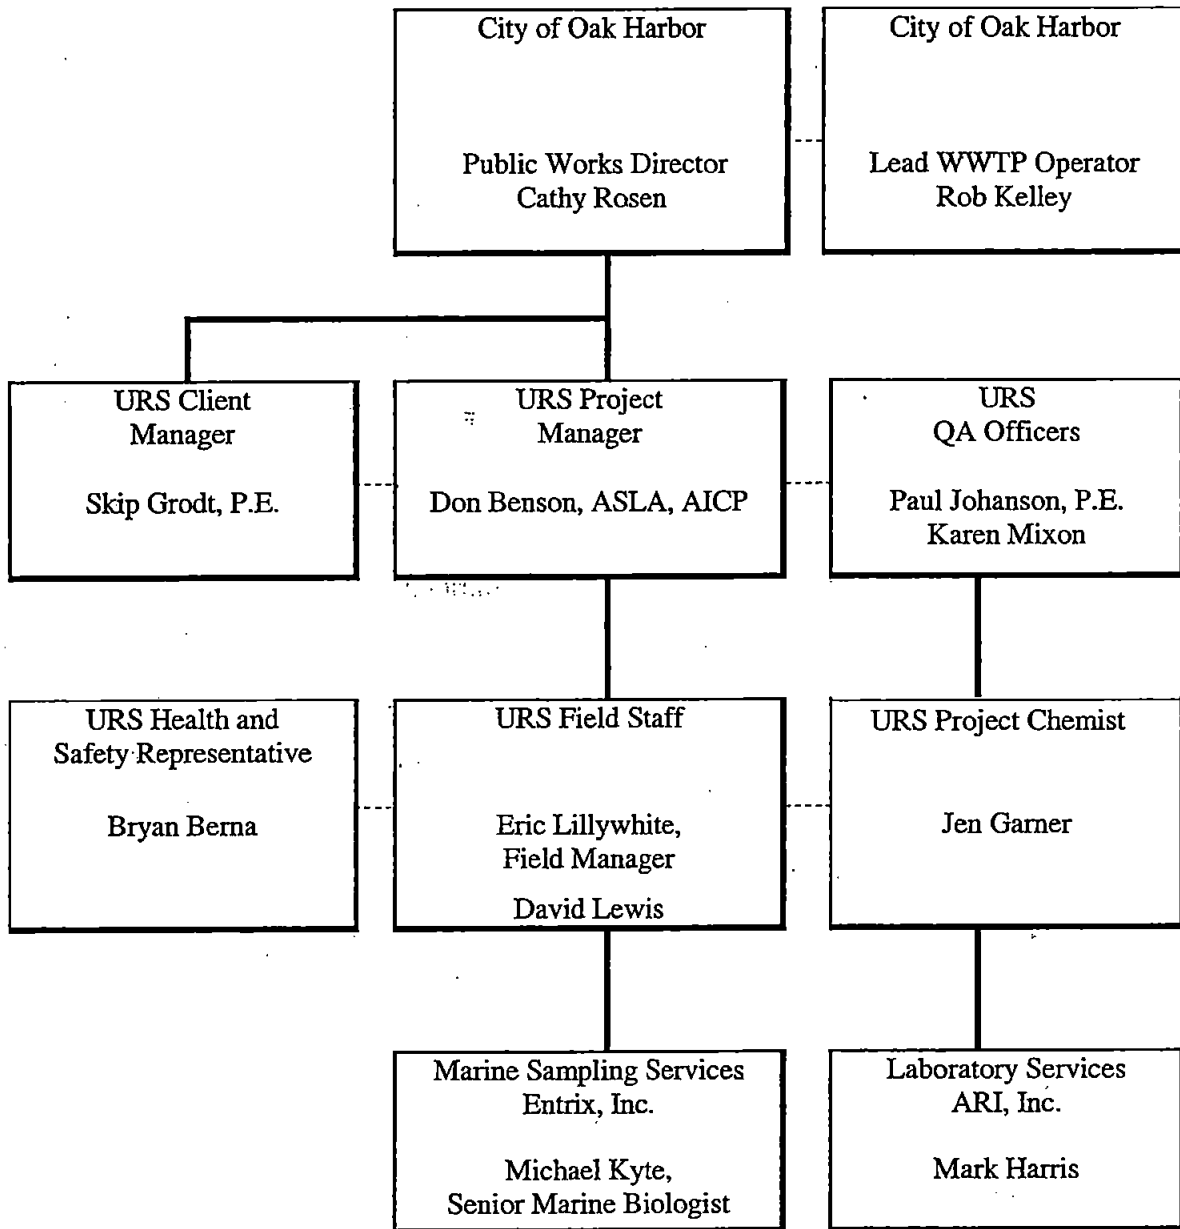 City of Oak Harbor
Public Works Director
Cathy Rosen
City of Oak Harbor
Lead WWTP Operator
Rob Kelley
URS Client
Manager
Skip Grodt, P.E.
URS Project
Manager
Don Benson, ASLA, AICP
URS
QA Officers
Paul Johanson, P.E.
Karen Mixon
URS Health and
Safety Representative
Bryan Berna
URS Field Staff
Eric Lillywhite,
Field Manager
David Lewis
URS Project Chemist
Jen Garner
Marine Sampling Services
Entrix, Inc.
Michael Kyte,
Senior Marine Biologist
Laboratory Services
ARI, Inc.
Mark Harris